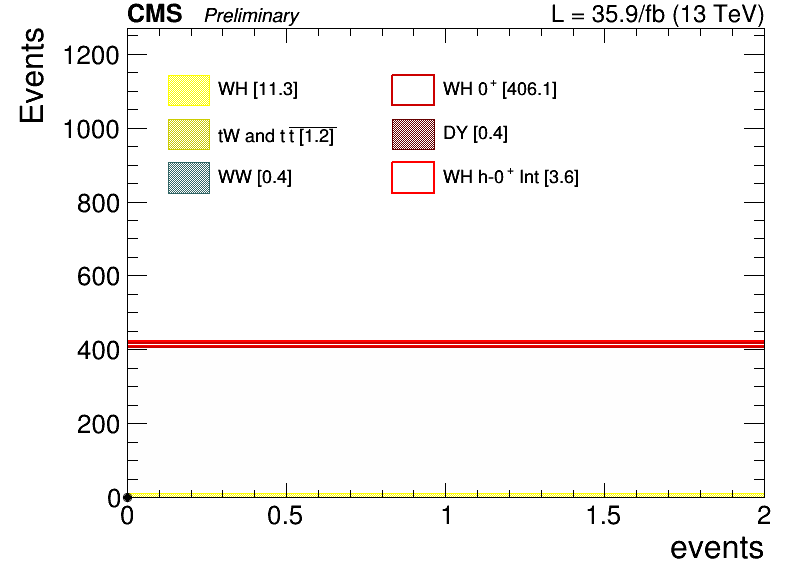 CMS Preliminary L = 35.9/fb (13 TeV)
Events
1200
1000
800
600
400
200
0
WH [11.3]
WH 0⁺ [406.1]
tW and t t̅ [1.2]
DY [0.4]
WW [0.4]
WH h-0⁺ Int [3.6]
0 0.5 1 1.5 2
events